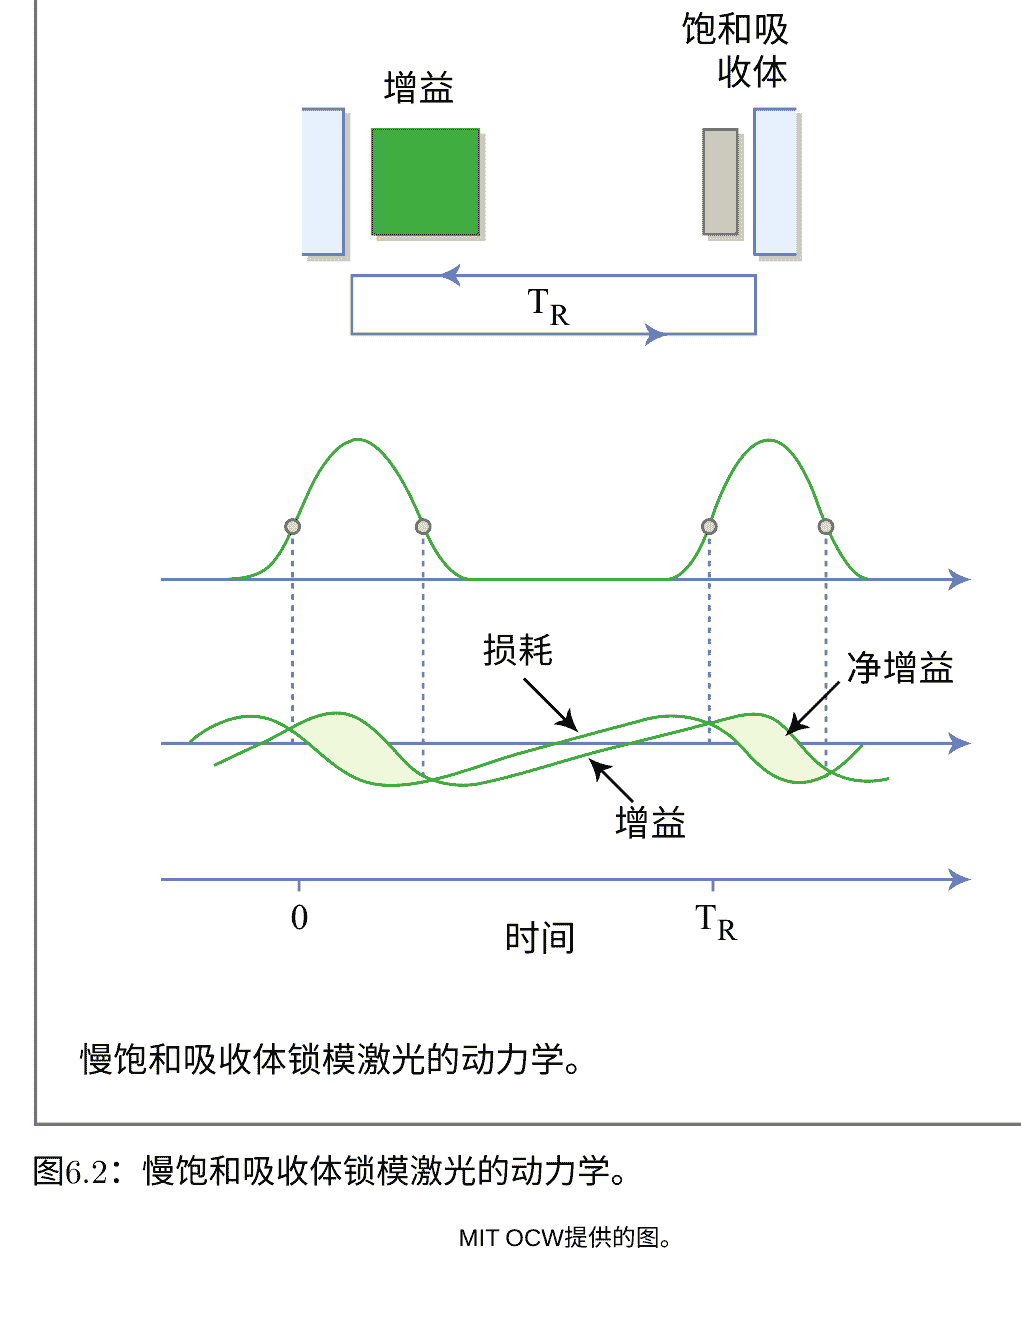 饱和吸
收体
增益
T_R
损耗
净增益
增益
0
T_R
时间
慢饱和吸收体锁模激光的动力学。
图6.2：慢饱和吸收体锁模激光的动力学。
MIT OCW提供的图。